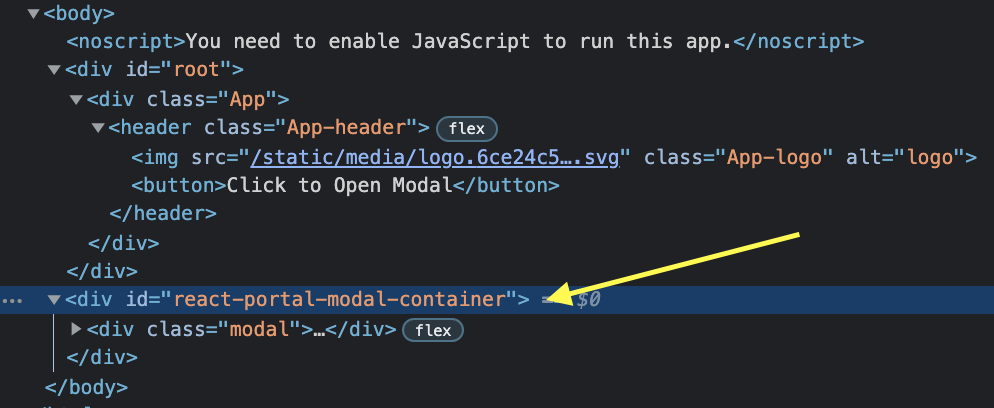 ▼<body>
<noscript>You need to enable JavaScript to run this app.</noscript>
▼<div id="root">
▼<div class="App">
▼<header class="App-header"> flex
<img src="/static/media/logo.6ce24c5….svg" class="App-logo" alt="logo">
<button>Click to Open Modal</button>
</header>
</div>
</div>
… ▼<div id="react-portal-modal-container"> == $0
▶<div class="modal">…</div> flex
</div>
</body>